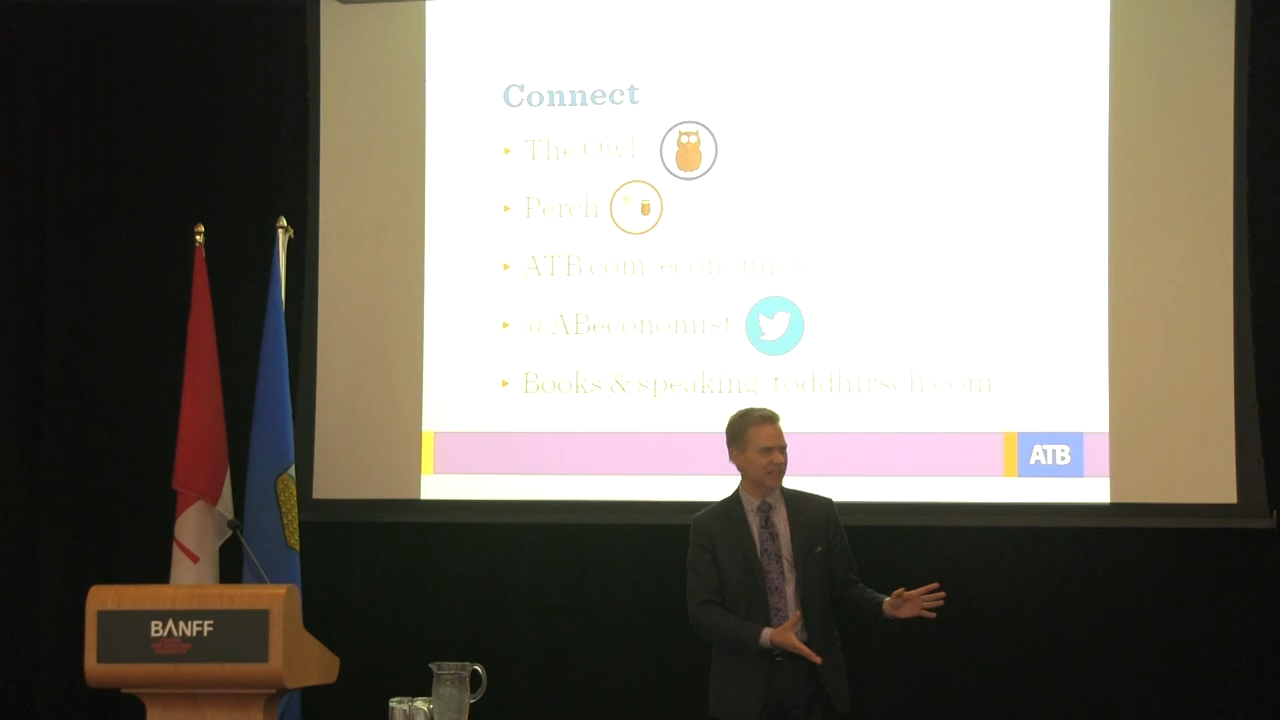 Connect
The Owl
Perch
ATB.com economics
@ABeconomist
Books & speaking toddhirsch.com
ATB
BANFF